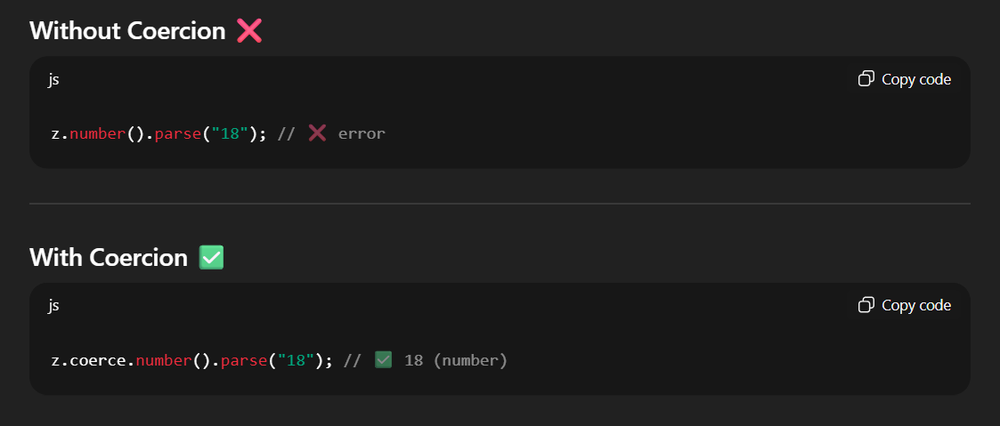 Without Coercion ❌
js
Copy code
z.number().parse("18"); // ❌ error
With Coercion ✅
js
Copy code
z.coerce.number().parse("18"); // ✅ 18 (number)